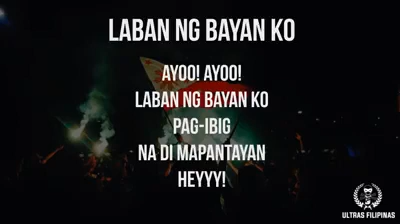 LABAN NG BAYAN KO
AYOO! AYOO!
LABAN NG BAYAN KO
PAG-IBIG
NA DI MAPANTAYAN
HEYYY!
ULTRAS FILIPINAS